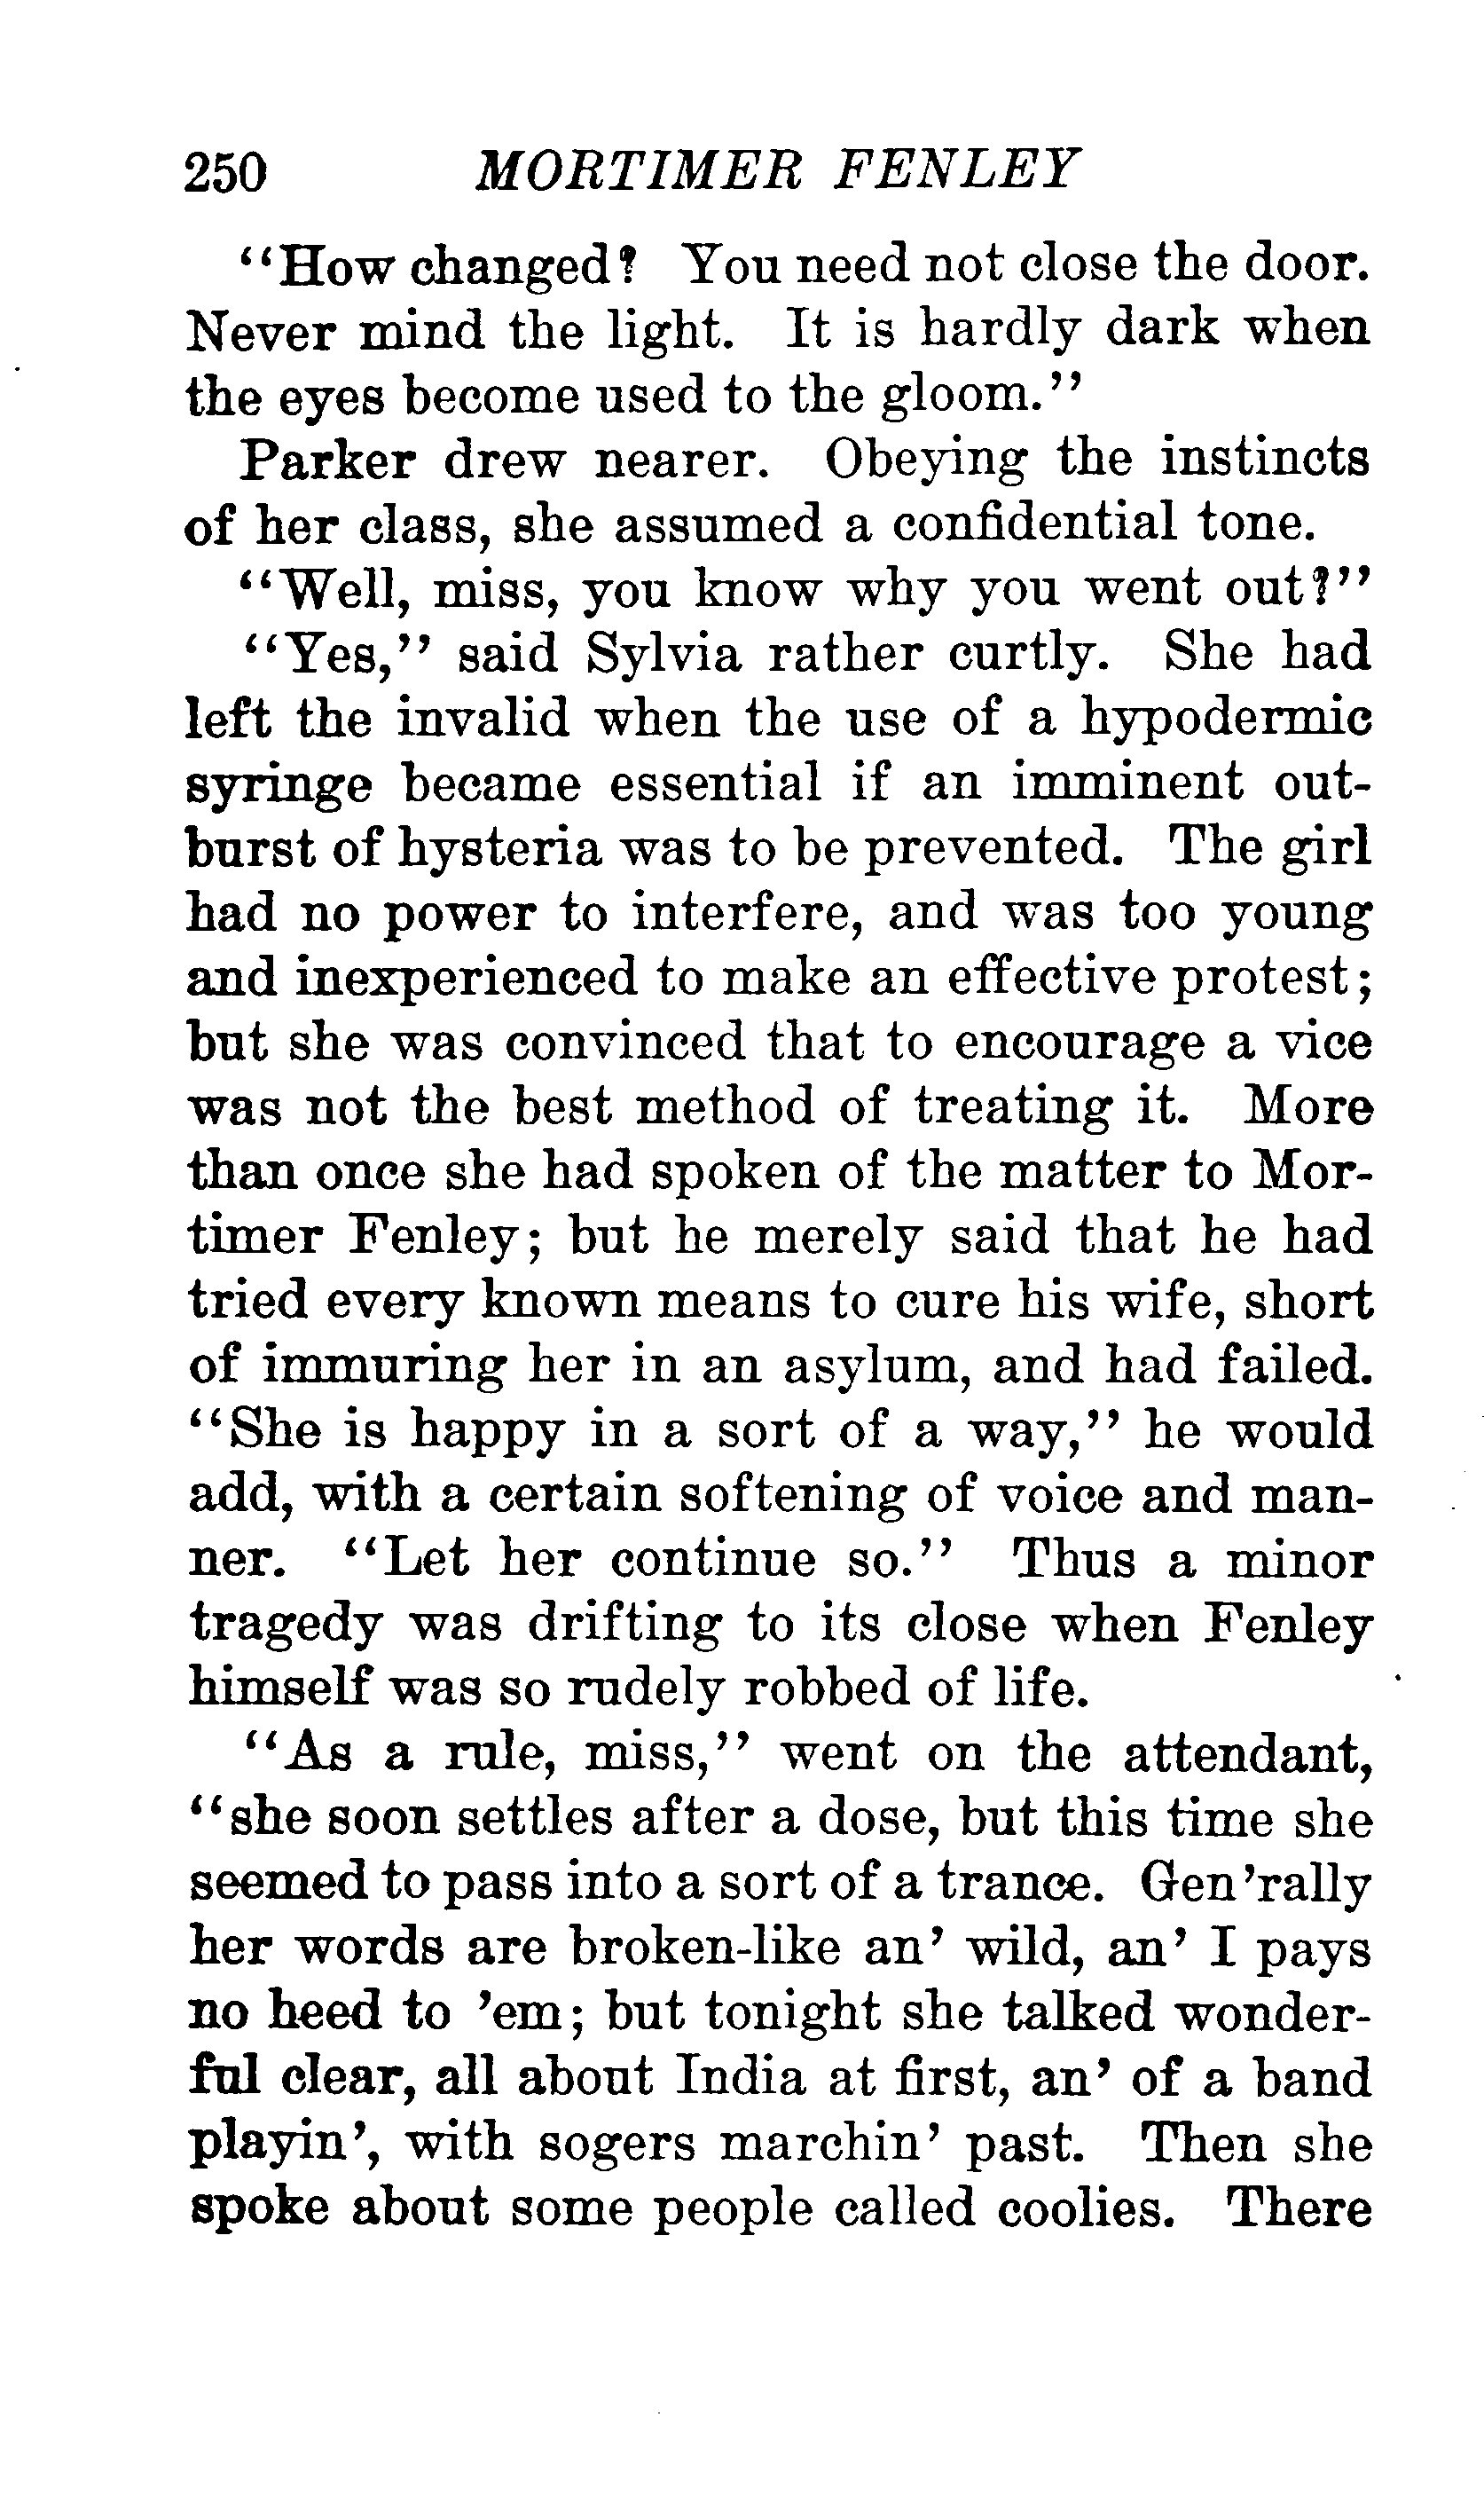 250 MORTIMER FENLEY
"How changed? You need not close the door.
Never mind the light. It is hardly dark when
the eyes become used to the gloom."
Parker drew nearer. Obeying the instincts
of her class, she assumed a confidential tone.
"Well, miss, you know why you went out?"
"Yes," said Sylvia rather curtly. She had
left the invalid when the use of a hypodermic
syringe became essential if an imminent out-
burst of hysteria was to be prevented. The girl
had no power to interfere, and was too young
and inexperienced to make an effective protest;
but she was convinced that to encourage a vice
was not the best method of treating it. More
than once she had spoken of the matter to Mor-
timer Fenley; but he merely said that he had
tried every known means to cure his wife, short
of immuring her in an asylum, and had failed.
"She is happy in a sort of a way," he would
add, with a certain softening of voice and man-
ner. "Let her continue so." Thus a minor
tragedy was drifting to its close when Fenley
himself was so rudely robbed of life.
"As a rule, miss," went on the attendant,
"she soon settles after a dose, but this time she
seemed to pass into a sort of a trance. Gen'rally
her words are broken-like an' wild, an' I pays
no heed to 'em; but tonight she talked wonder-
ful clear, all about India at first, an' of a band
playin', with sogers marchin' past. Then she
spoke about some people called coolies. There